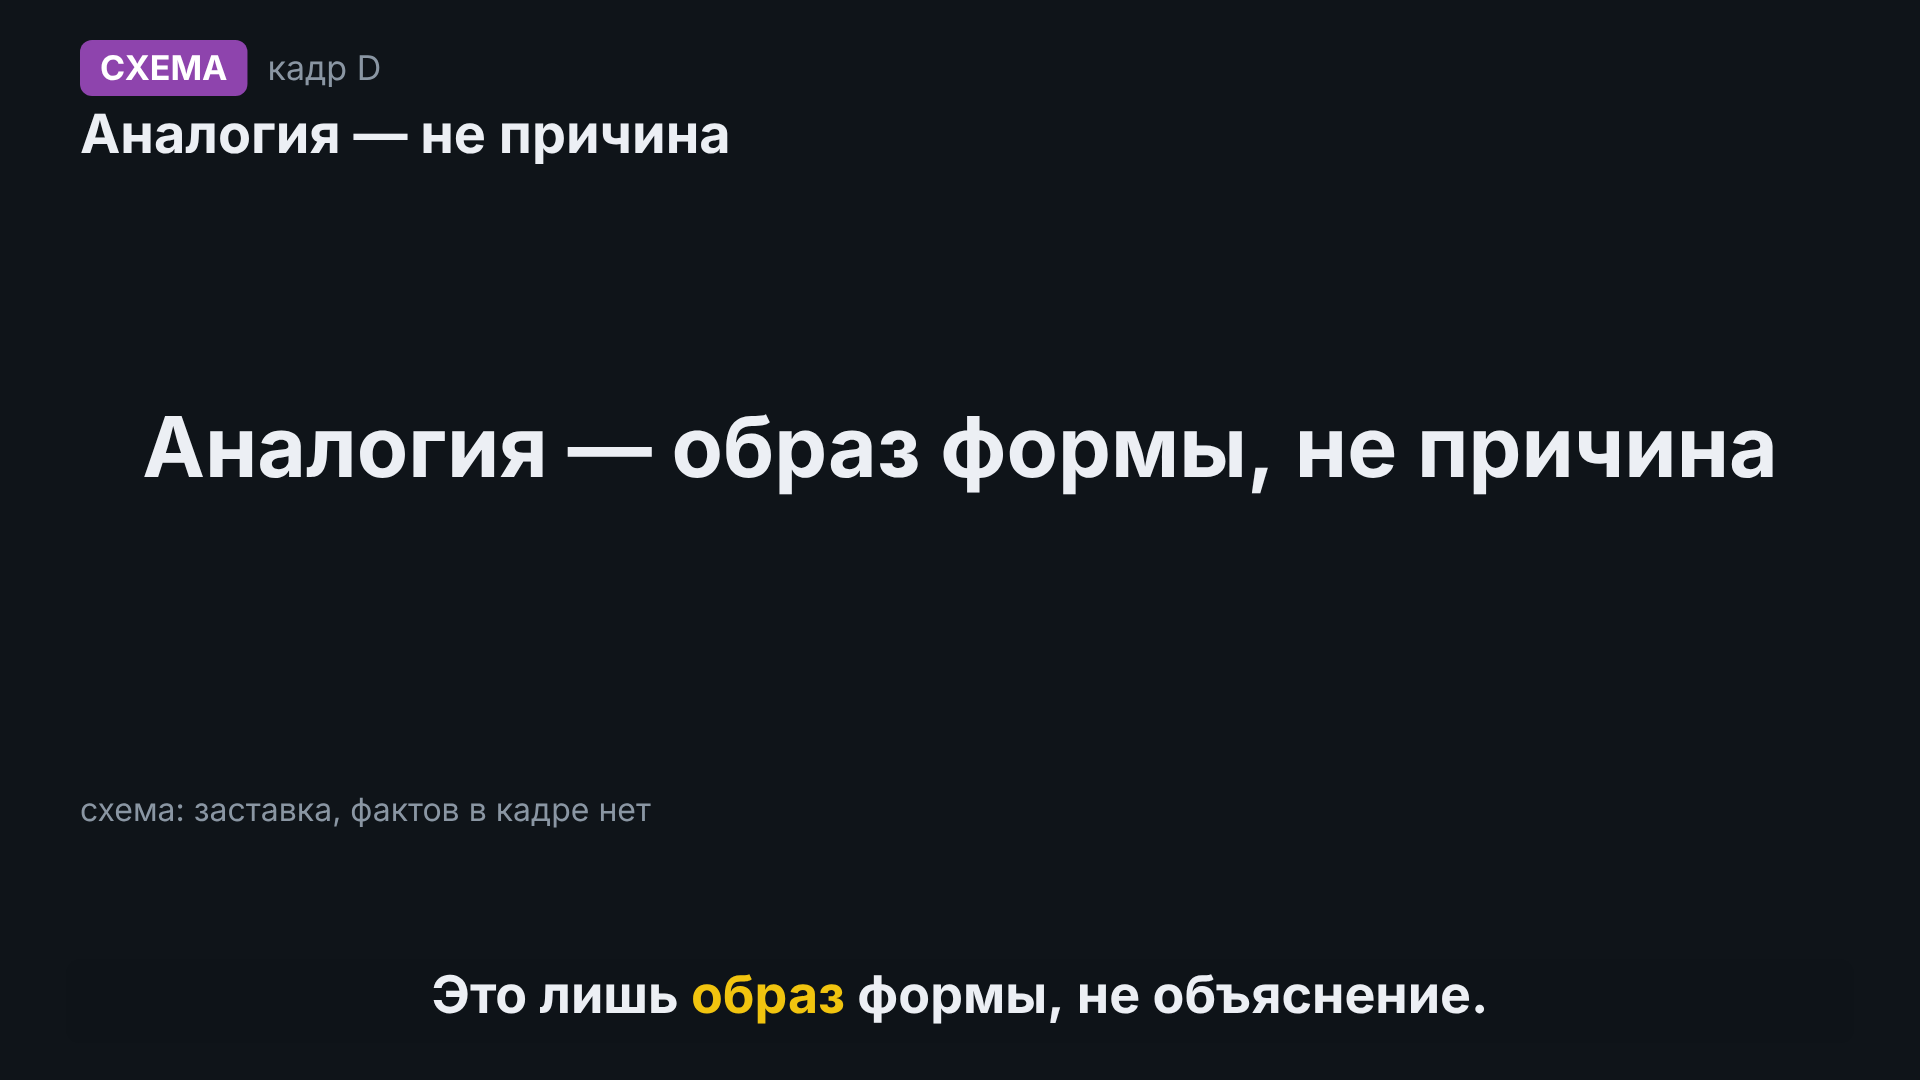 СХЕМА кадр D
Аналогия — не причина
Аналогия — образ формы, не причина
схема: заставка, фактов в кадре нет
Это лишь образ формы, не объяснение.